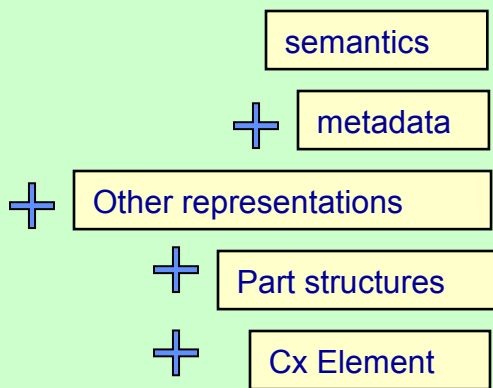 semantics
metadata
Other representations
Part structures
Cx Element